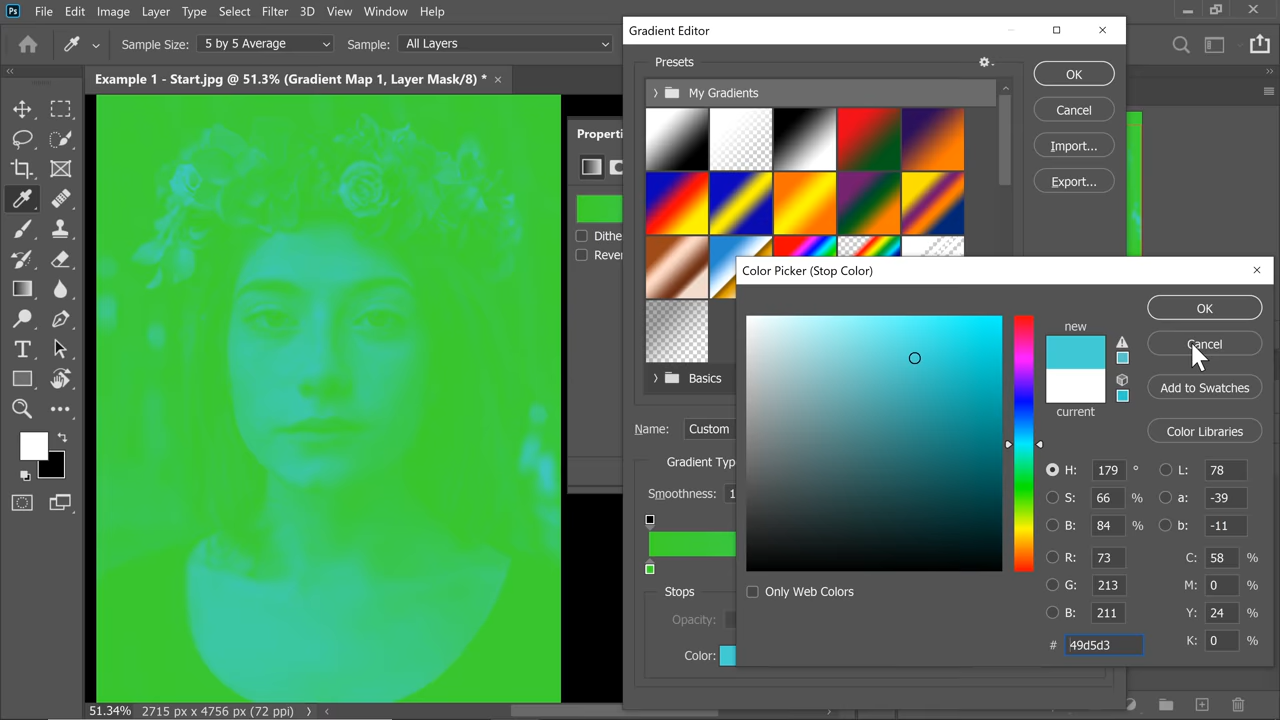 Ps File Edit Image Layer Type Select Filter 3D View Window Help
Sample Size: 5 by 5 Average Sample: All Layers
Example 1 - Start.jpg @ 51.3% (Gradient Map 1, Layer Mask/8) * ×
Properti
Dithe
Rever
Gradient Editor
Presets
My Gradients
Basics
OK
Cancel
Import...
Export...
Name: Custom
Gradient Typ
Smoothness: 1
Stops
Opacity:
Color:
Color Picker (Stop Color)
new
current
OK
Cancel
Add to Swatches
Color Libraries
H: 179 ° L: 78
S: 66 % a: -39
B: 84 % b: -11
R: 73 C: 58 %
G: 213 M: 0 %
B: 211 Y: 24 %
# 49d5d3 K: 0 %
Only Web Colors
51.34% 2715 px x 4756 px (72 ppi)